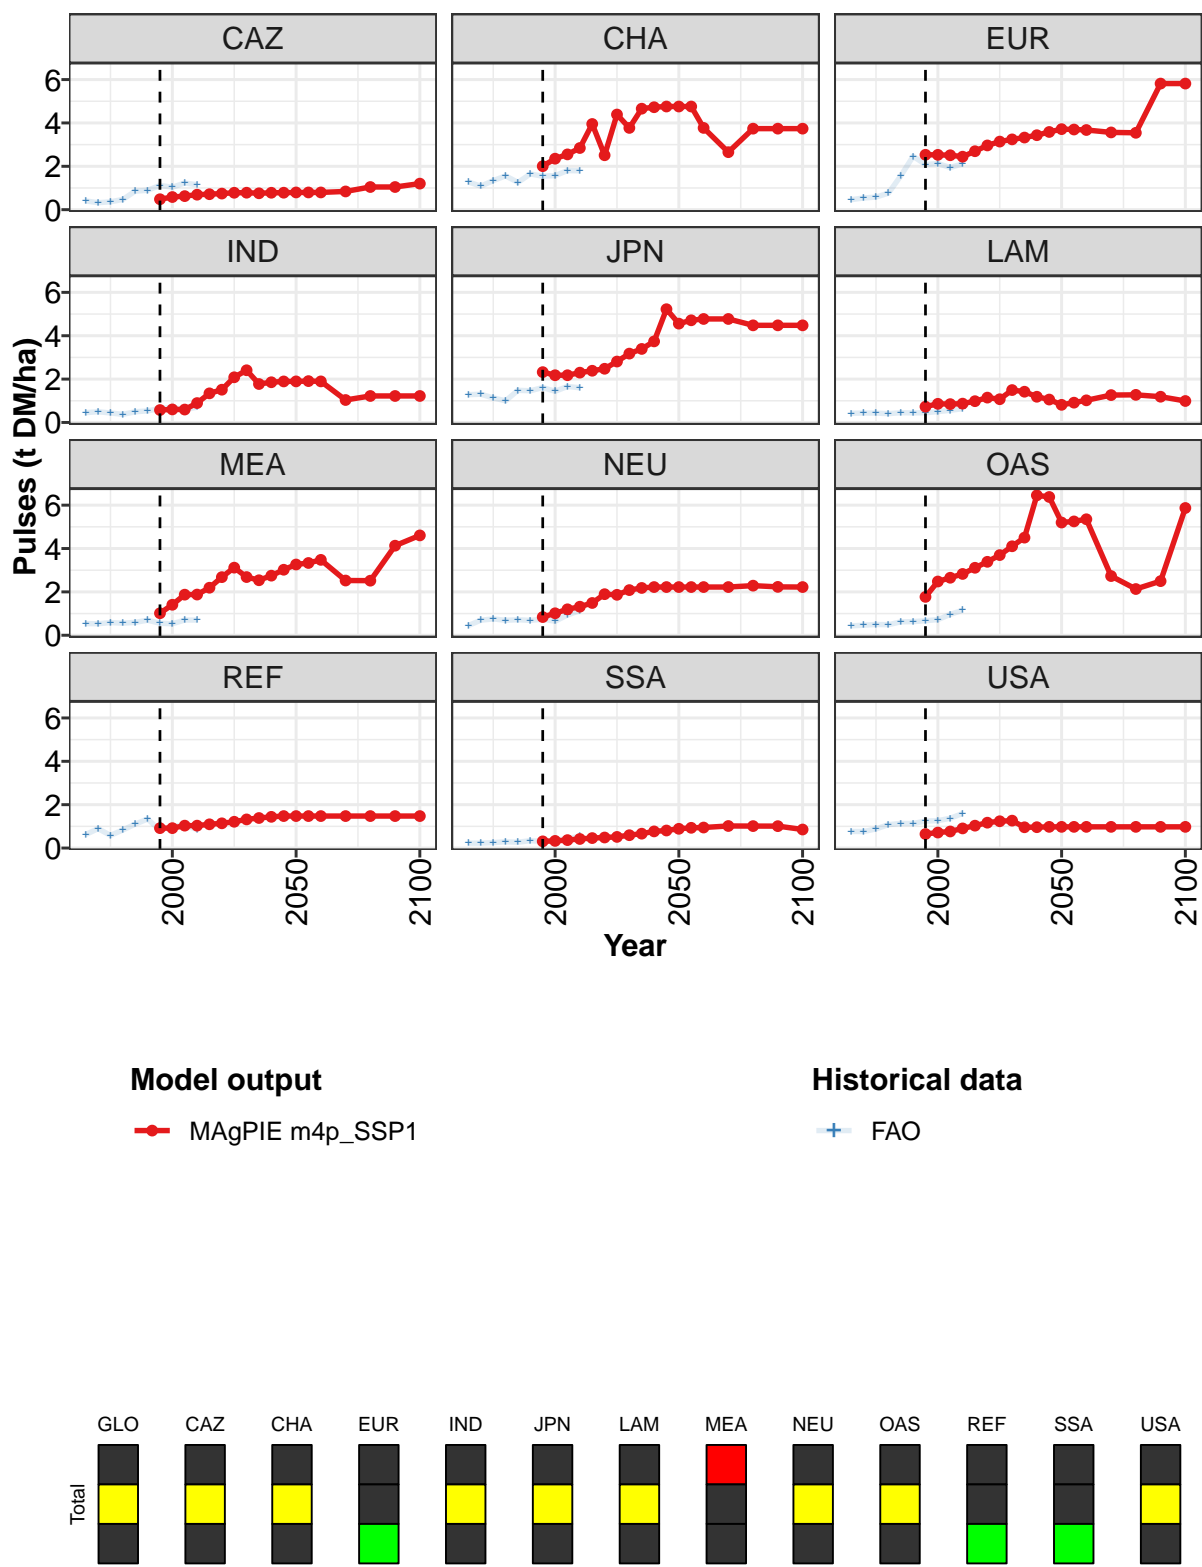 CAZ CHA EUR
6
4
2
0
IND JPN LAM
6
4
2
0
MEA NEU OAS
6
4
2
0
REF SSA USA
6
4
2
0
Pulses (t DM/ha)
2000 2050 2100 2000 2050 2100 2000 2050 2100
Year
Model output Historical data
MAgPIE m4p_SSP1 FAO
GLO CAZ CHA EUR IND JPN LAM MEA NEU OAS REF SSA USA
Total